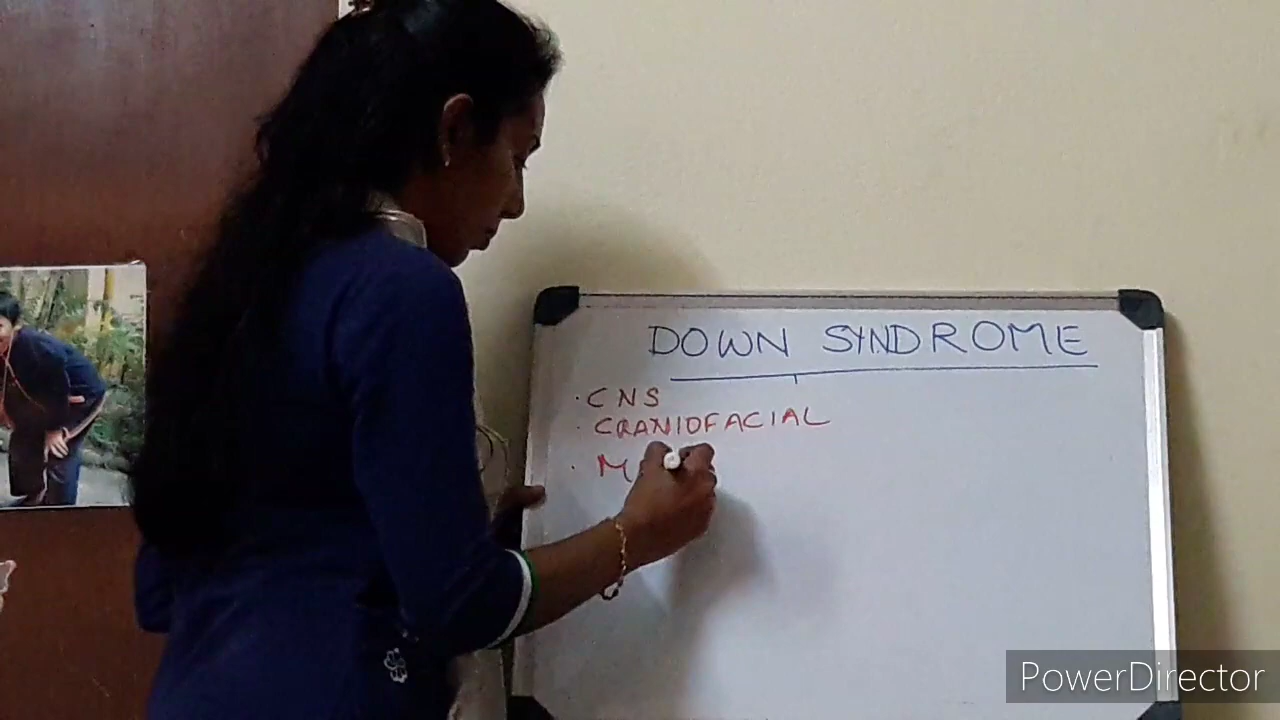 DOWN SYNDROME
· CNS
· CRANIOFACIAL
· M
PowerDirector